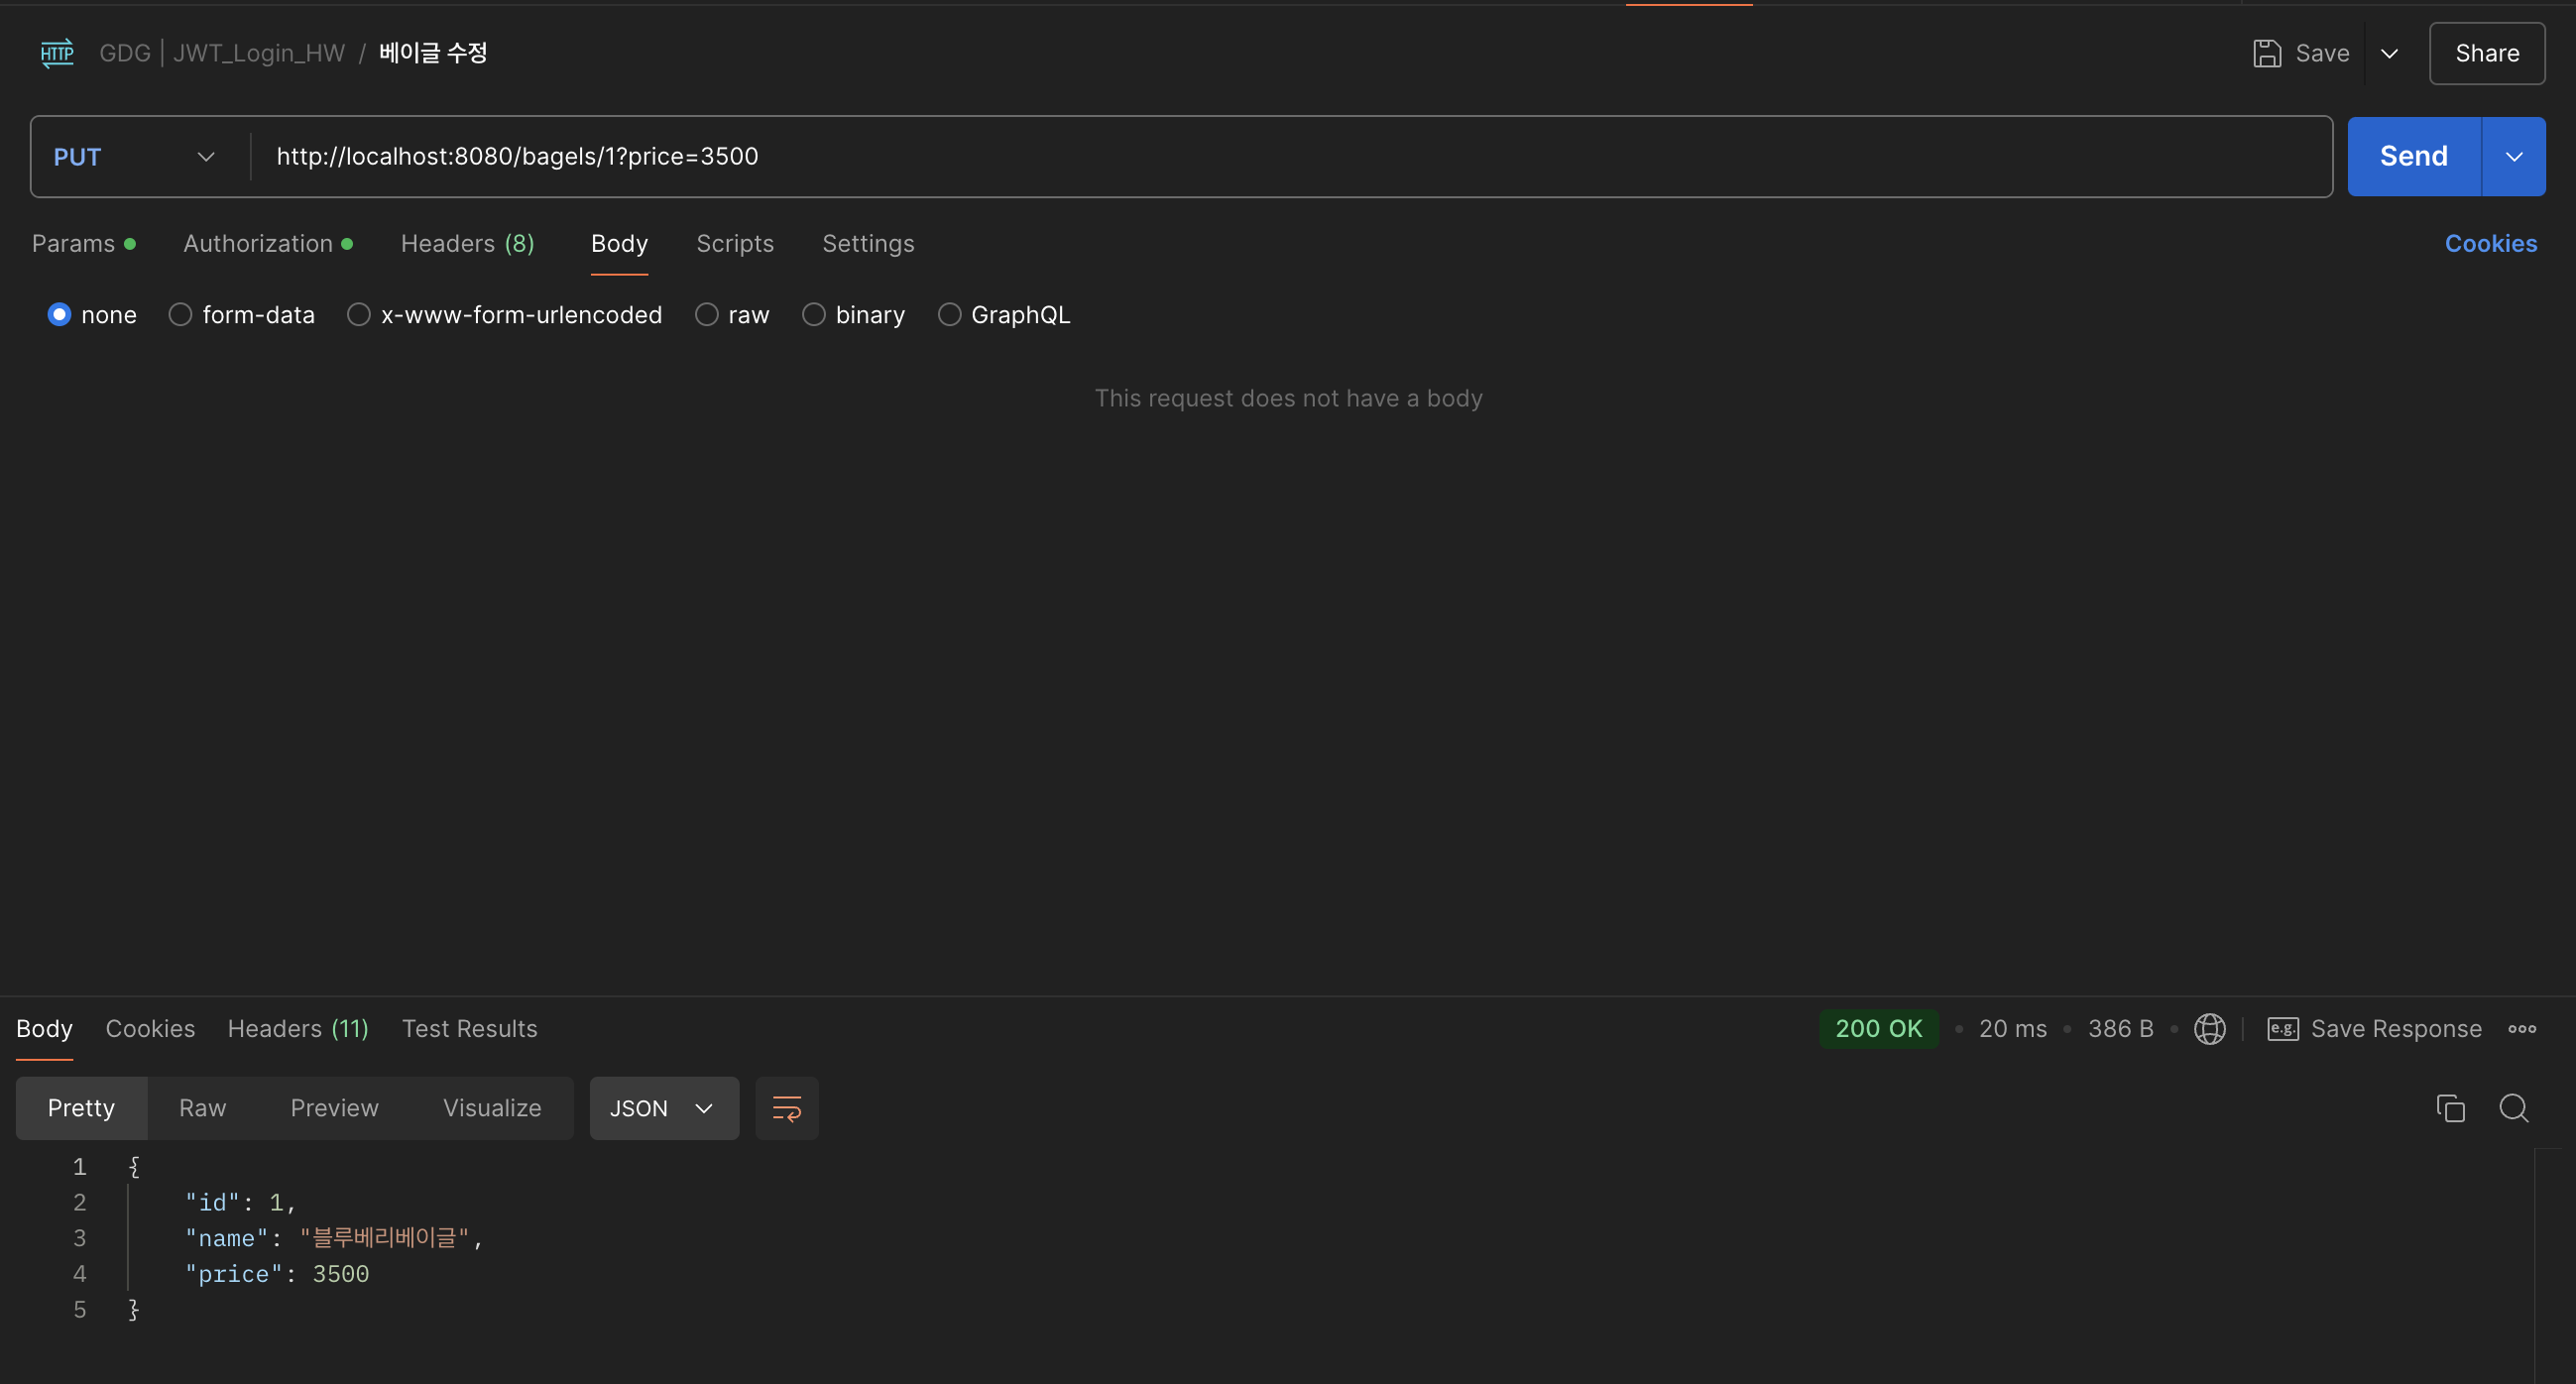 HTTP GDG | JWT_Login_HW / 베이글 수정 Save Share
PUT http://localhost:8080/bagels/1?price=3500 Send
Params Authorization Headers (8) Body Scripts Settings Cookies
none form-data x-www-form-urlencoded raw binary GraphQL
This request does not have a body
Body Cookies Headers (11) Test Results 200 OK • 20 ms • 386 B • e.g. Save Response
Pretty Raw Preview Visualize JSON
1 {
2 "id": 1,
3 "name": "블루베리베이글",
4 "price": 3500
5 }